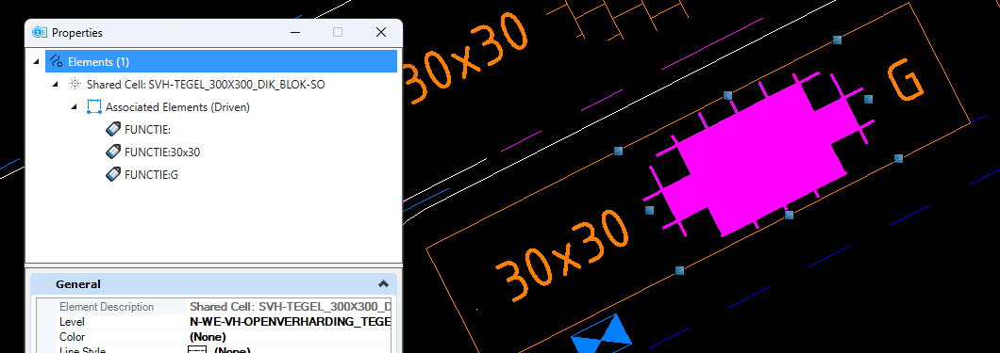 Properties
Elements (1)
Shared Cell: SVH-TEGEL_300X300_DIK_BLOK-SO
Associated Elements (Driven)
FUNCTIE:
FUNCTIE:30x30
FUNCTIE:G
General
Element Description Shared Cell: SVH-TEGEL_300X300_D
Level N-WE-VH-OPENVERHARDING_TEGE
Color (None)
Line Style (None)
30x30
G
30x30